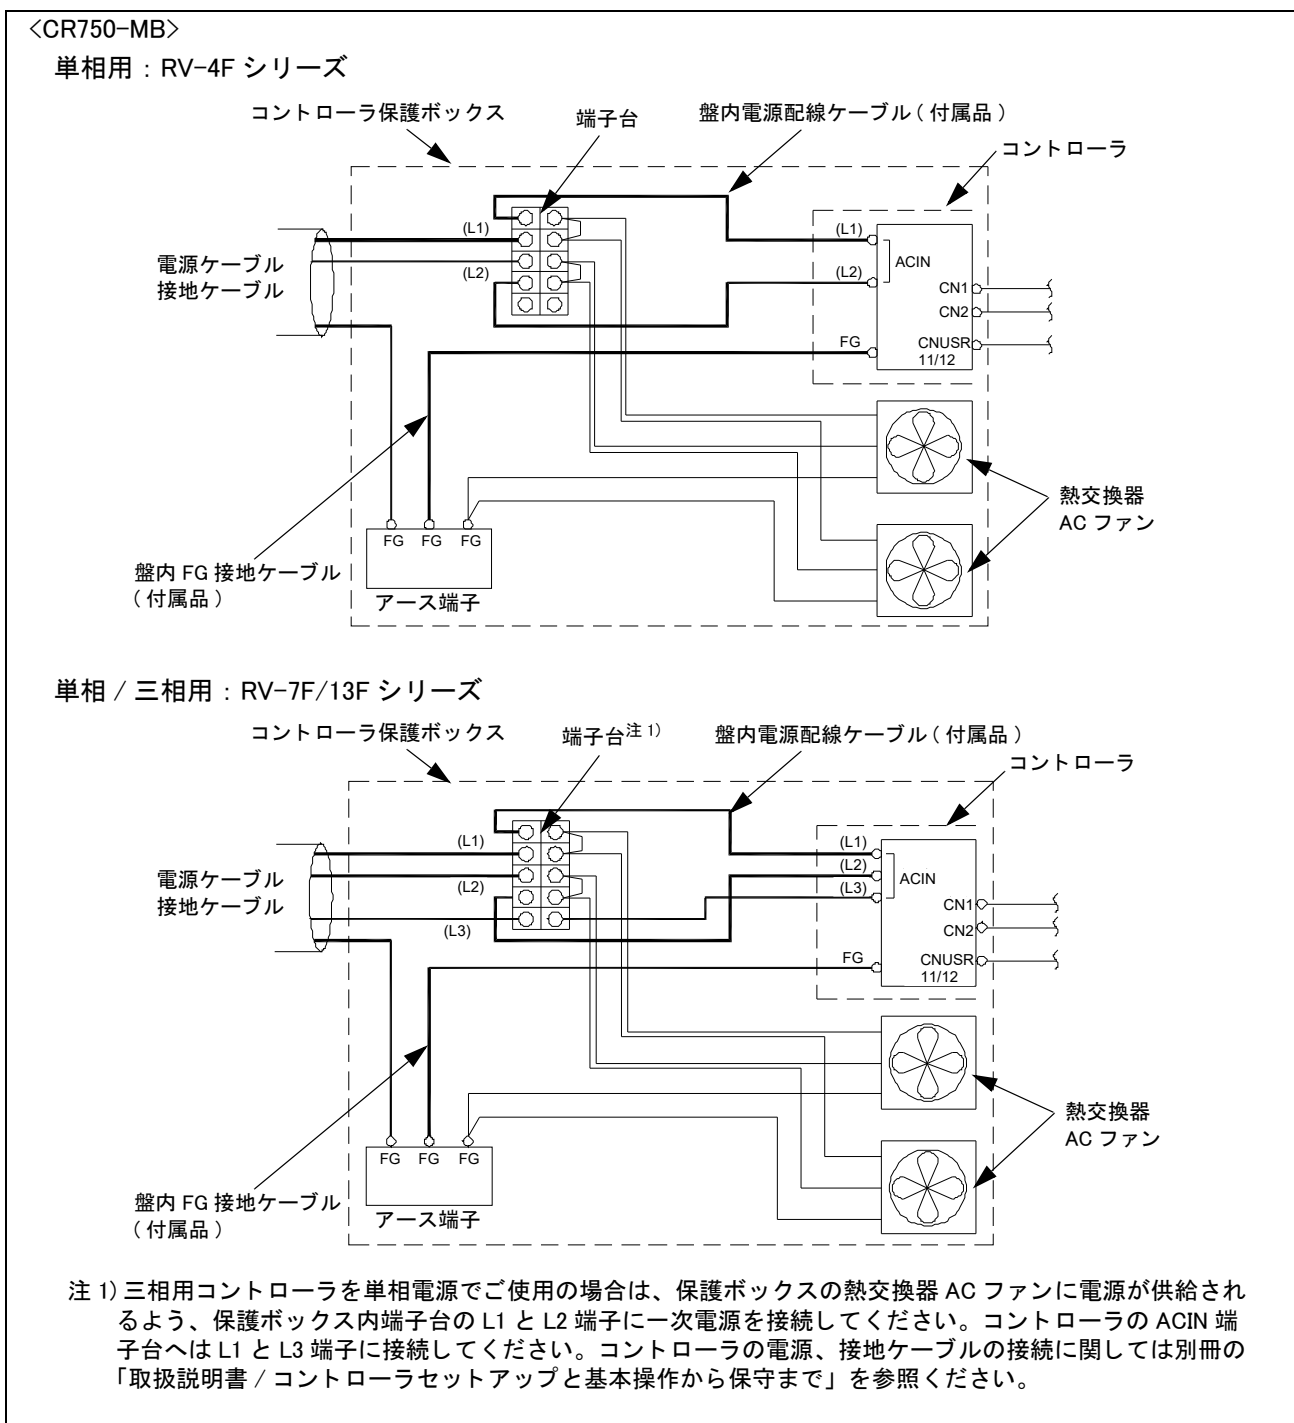 <CR750-MB>
単相用：RV-4F シリーズ
コントローラ保護ボックス
端子台
盤内電源配線ケーブル( 付属品 )
コントローラ
(L1)
(L2)
電源ケーブル
接地ケーブル
(L1)
(L2)
ACIN
CN1
CN2
FG
CNUSR
11/12
熱交換器
AC ファン
FG FG FG
盤内 FG 接地ケーブル
( 付属品 )
アース端子
単相 / 三相用：RV-7F/13F シリーズ
コントローラ保護ボックス
端子台注 1)
盤内電源配線ケーブル( 付属品 )
コントローラ
(L1)
(L2)
(L3)
電源ケーブル
接地ケーブル
(L1)
(L2)
(L3)
ACIN
CN1
CN2
FG
CNUSR
11/12
熱交換器
AC ファン
FG FG FG
盤内 FG 接地ケーブル
( 付属品 )
アース端子
注 1) 三相用コントローラを単相電源でご使用の場合は、保護ボックスの熱交換器 AC ファンに電源が供給され
るよう、保護ボックス内端子台の L1 と L2 端子に一次電源を接続してください。コントローラの ACIN 端
子台へは L1 と L3 端子に接続してください。コントローラの電源、接地ケーブルの接続に関しては別冊の
「取扱説明書 / コントローラセットアップと基本操作から保守まで」を参照ください。